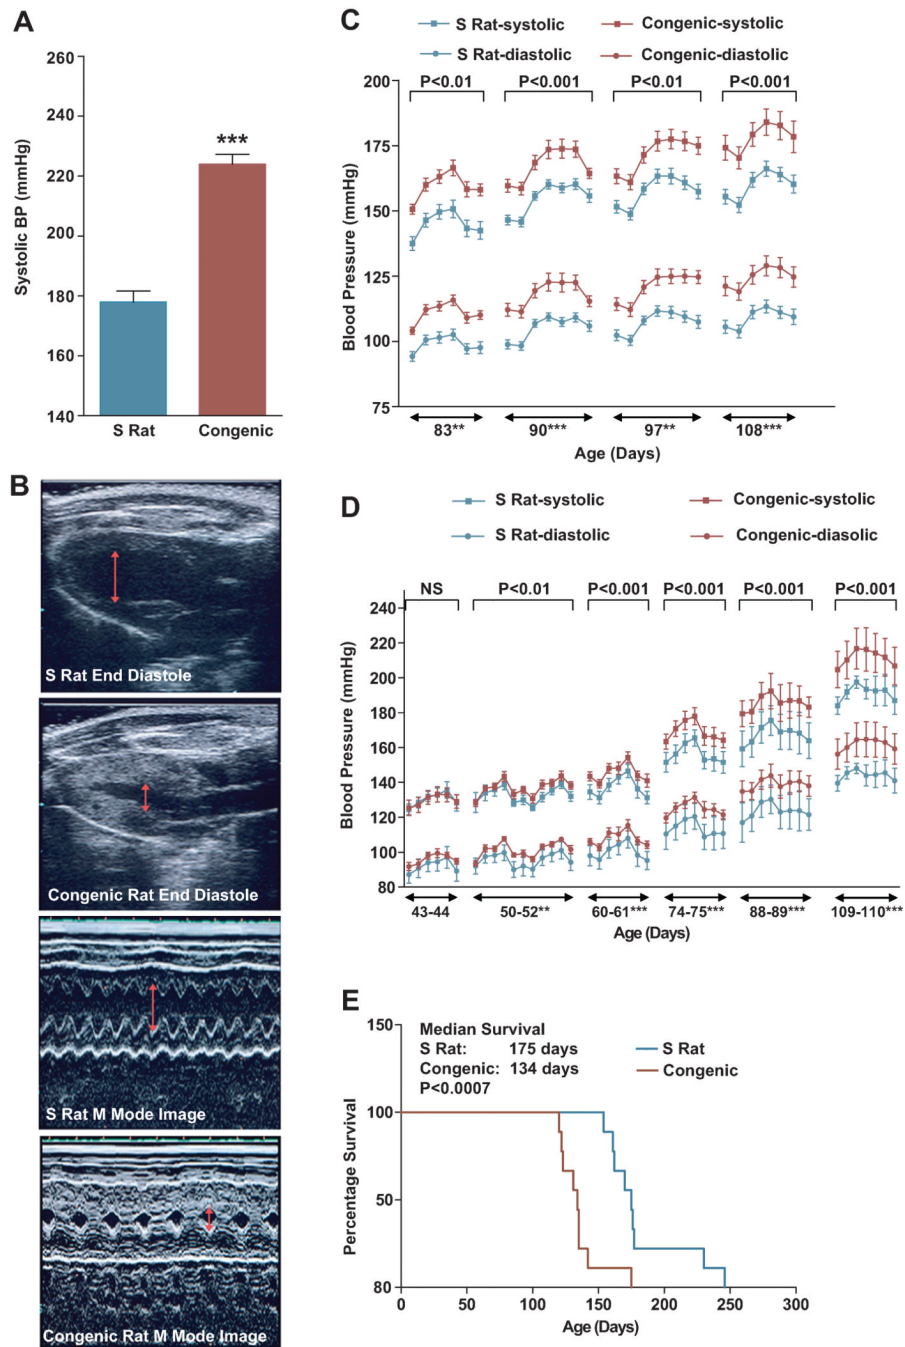 A
260
240
220
200
180
160
140
Systolic BP (mmHg)
***
S Rat
Congenic
B
S Rat End Diastole
Congenic Rat End Diastole
S Rat M Mode Image
Congenic Rat M Mode Image
C
S Rat-systolic
Congenic-systolic
S Rat-diastolic
Congenic-diastolic
200
175
150
125
100
75
Blood Pressure (mmHg)
P<0.01
P<0.001
P<0.01
P<0.001
83**
90***
97**
108***
Age (Days)
D
S Rat-systolic
Congenic-systolic
S Rat-diastolic
Congenic-diasolic
240
220
200
180
160
140
120
100
80
Blood Pressure (mmHg)
NS
P<0.01
P<0.001
P<0.001
P<0.001
P<0.001
43-44
50-52**
60-61***
74-75***
88-89***
109-110***
Age (Days)
E
150
100
50
80
Percentage Survival
Median Survival
S Rat: 175 days
Congenic: 134 days
P<0.0007
S Rat
Congenic
0
50
100
150
200
250
300
Age (Days)